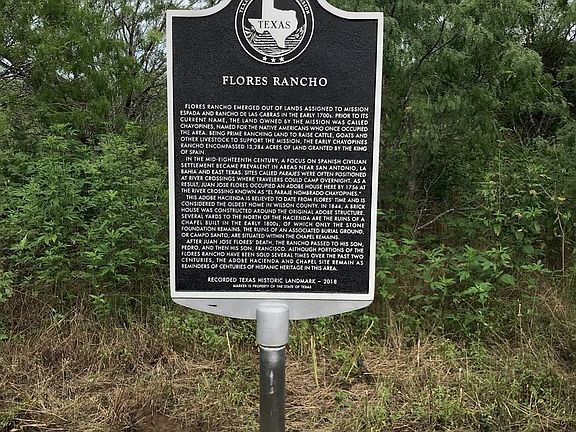 TEXAS
FLORES RANCHO
FLORES RANCHO EMERGED OUT OF LANDS ASSIGNED TO MISSION
ESPADA AND RANCHO DE LAS CABRAS IN THE EARLY 1700s. PRIOR TO ITS
CURRENT NAME, THE LAND OWNED BY THE MISSION WAS CALLED
CHAYOPINES, NAMED FOR THE NATIVE AMERICANS WHO ONCE OCCUPIED
THE AREA. BEING PRIME RANCHING LAND TO RAISE CATTLE, GOATS AND
OTHER LIVESTOCK TO SUPPORT THE MISSION, THE EARLY CHAYOPINES
RANCHO ENCOMPASSED 13,284 ACRES OF LAND GRANTED BY THE KING
OF SPAIN.
IN THE MID-EIGHTEENTH CENTURY, A FOCUS ON SPANISH CIVILIAN
SETTLEMENT BECAME PREVALENT IN AREAS NEAR SAN ANTONIO, LA
BAHIA AND EAST TEXAS. SITES CALLED PARAJES WERE OFTEN POSITIONED
AT RIVER CROSSINGS WHERE TRAVELERS COULD CAMP OVERNIGHT. AS A
RESULT, JUAN JOSE FLORES OCCUPIED AN ADOBE HOUSE HERE BY 1756 AT
THE RIVER CROSSING KNOWN AS "EL PARAJE NOMBRADO CHAYOPINES."
THIS ADOBE HACIENDA IS BELIEVED TO DATE FROM FLORES' TIME AND IS
CONSIDERED THE OLDEST HOME IN WILSON COUNTY. IN 1844, A BRICK
HOUSE WAS CONSTRUCTED AROUND THE ORIGINAL ADOBE STRUCTURE.
SEVERAL YARDS TO THE NORTH OF THE HACIENDA ARE THE RUINS OF A
CHAPEL BUILT IN THE EARLY 1800s, OF WHICH ONLY THE STONE
FOUNDATION REMAINS. THE RUINS OF AN ASSOCIATED BURIAL GROUND,
OR CAMPO SANTO, ARE SITUATED WITHIN THE CHAPEL REMAINS.
AFTER JUAN JOSE FLORES' DEATH, THE RANCHO PASSED TO HIS SON,
PEDRO, AND THEN HIS SON, FRANCISCO. ALTHOUGH PORTIONS OF THE
FLORES RANCHO HAVE BEEN SOLD SEVERAL TIMES OVER THE PAST TWO
CENTURIES, THE ADOBE HACIENDA AND CHAPEL SITE REMAIN AS
REMINDERS OF CENTURIES OF HISPANIC HERITAGE IN THIS AREA.
RECORDED TEXAS HISTORIC LANDMARK – 2018
MARKER IS PROPERTY OF THE STATE OF TEXAS